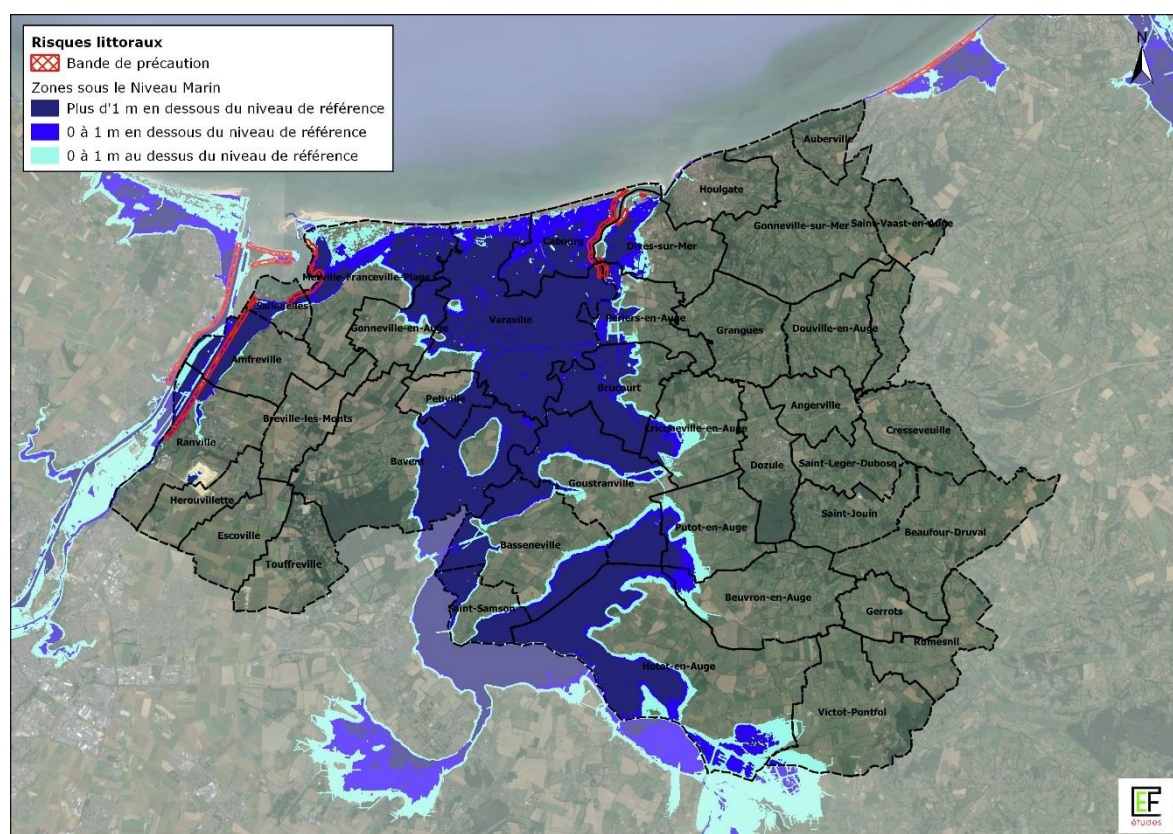 Risques littoraux
Bande de précaution
Zones sous le Niveau Marin
Plus d'1 m en dessous du niveau de référence
0 à 1 m en dessous du niveau de référence
0 à 1 m au dessus du niveau de référence
N
Auberville
Houlgate
Gonneville-sur-Mer
Saint-Vaast-en-Auge
Cabourg
Dives-sur-Mer
Merville-Franceville-Plage
Sallenelles
Gonneville-en-Auge
Varaville
Periers-en-Auge
Grangues
Douville-en-Auge
Amfreville
Petiville
Brucourt
Breville-les-Monts
Angerville
Cricqueville-en-Auge
Cresseveuille
Ranville
Bavent
Dozule
Saint-Leger-Dubosq
Goustranville
Herouvillette
Saint-Jouin
Putot-en-Auge
Beaufour-Druval
Escoville
Basseneville
Touffreville
Beuvron-en-Auge
Saint-Samson
Gerrots
Rumesnil
Hotot-en-Auge
Victot-Pontfol
CEF
études